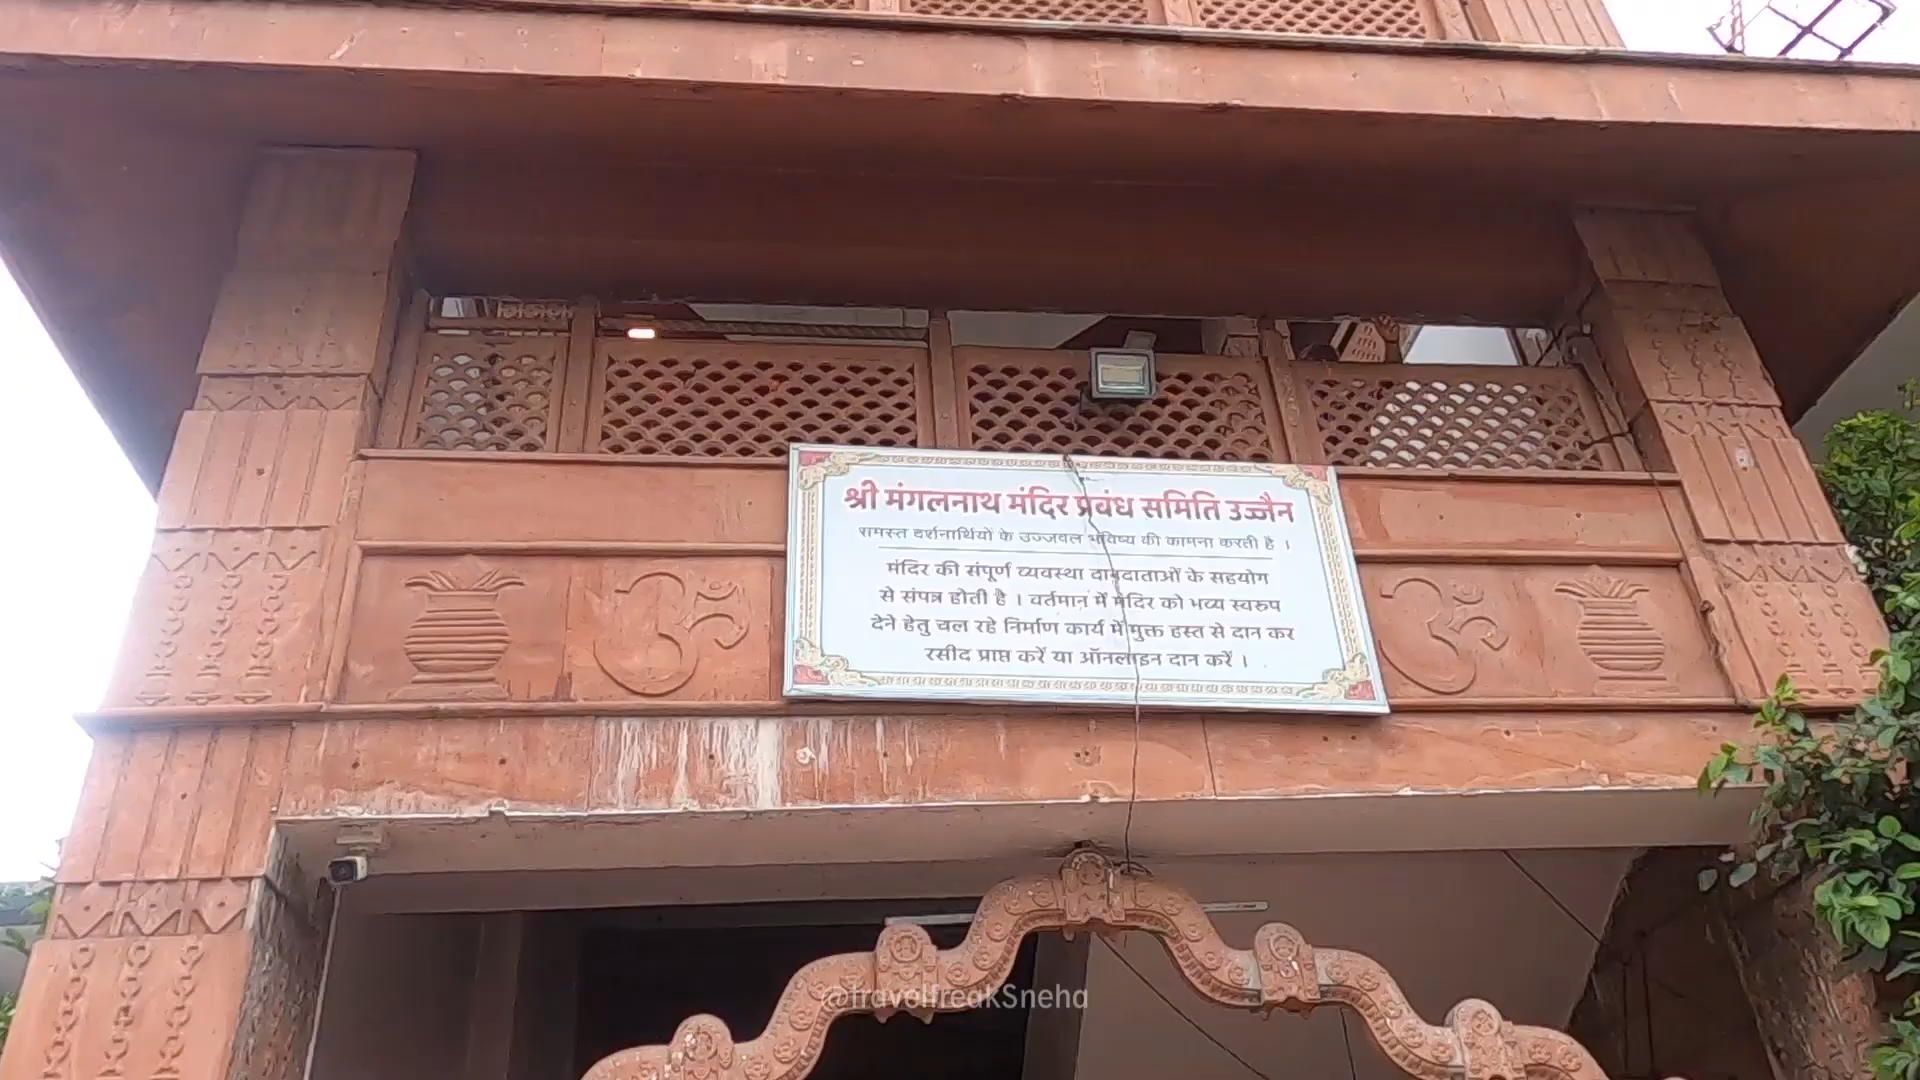 श्री मंगलनाथ मंदिर प्रबंध समिति उज्जैन
समस्त दर्शनार्थियों के उज्जवल भविष्य की कामना करती है ।
मंदिर की संपूर्ण व्यवस्था दानदाताओं के सहयोग
से संपन्न होती है । वर्तमान में मंदिर को भव्य स्वरुप
देने हेतु चल रहे निर्माण कार्य में मुक्त हस्त से दान कर
रसीद प्राप्त करें या ऑनलाइन दान करें ।
@travelfreakSneha